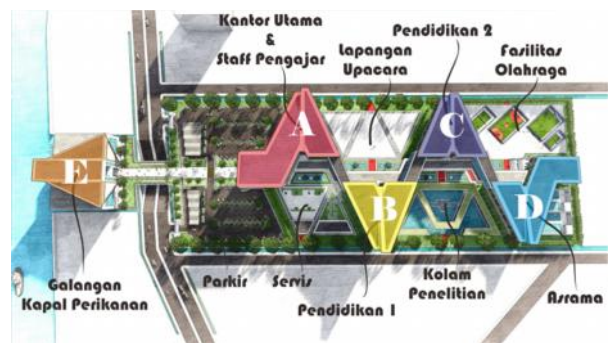 Kantor Utama
&
Staff Pengajar
Lapangan
Upacara
Pendidikan 2
Fasilitas
Olahraga
A
C
E
B
D
Galangan
Kapal Perikanan
Parkir
Servis
Pendidikan 1
Kolam
Penelitian
Asrama